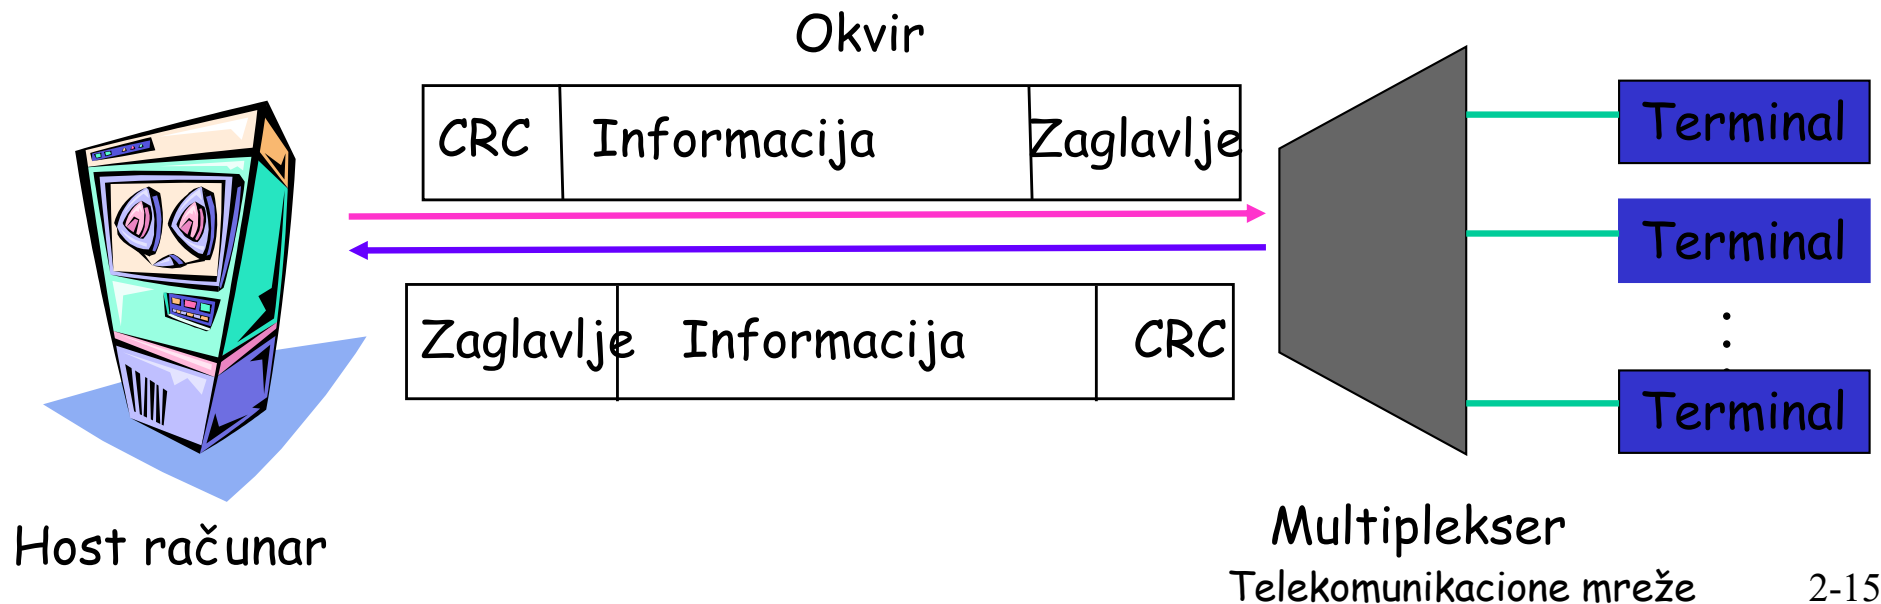 Okvir
CRC Informacija Zaglavlje
Terminal
Terminal
:
Zaglavlje Informacija CRC
Terminal
Host računar
Multiplekser
Telekomunikacione mreže 2-15